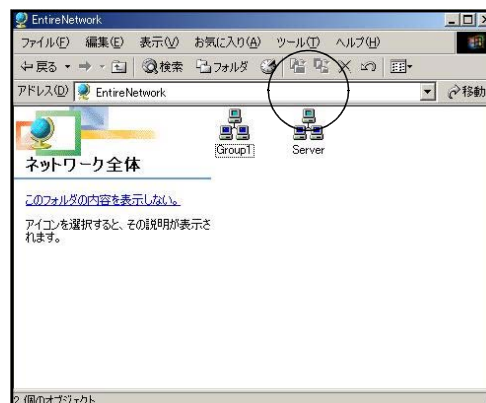 EntireNetwork
ファイル(F) 編集(E) 表示(V) お気に入り(A) ツール(T) ヘルプ(H)
戻る 検索 フォルダ
アドレス(D) EntireNetwork 移動
Group1 Server
ネットワーク全体
このフォルダの内容を表示しない。
アイコンを選択すると、その説明が表示さ
れます。
2 個のオブジェクト